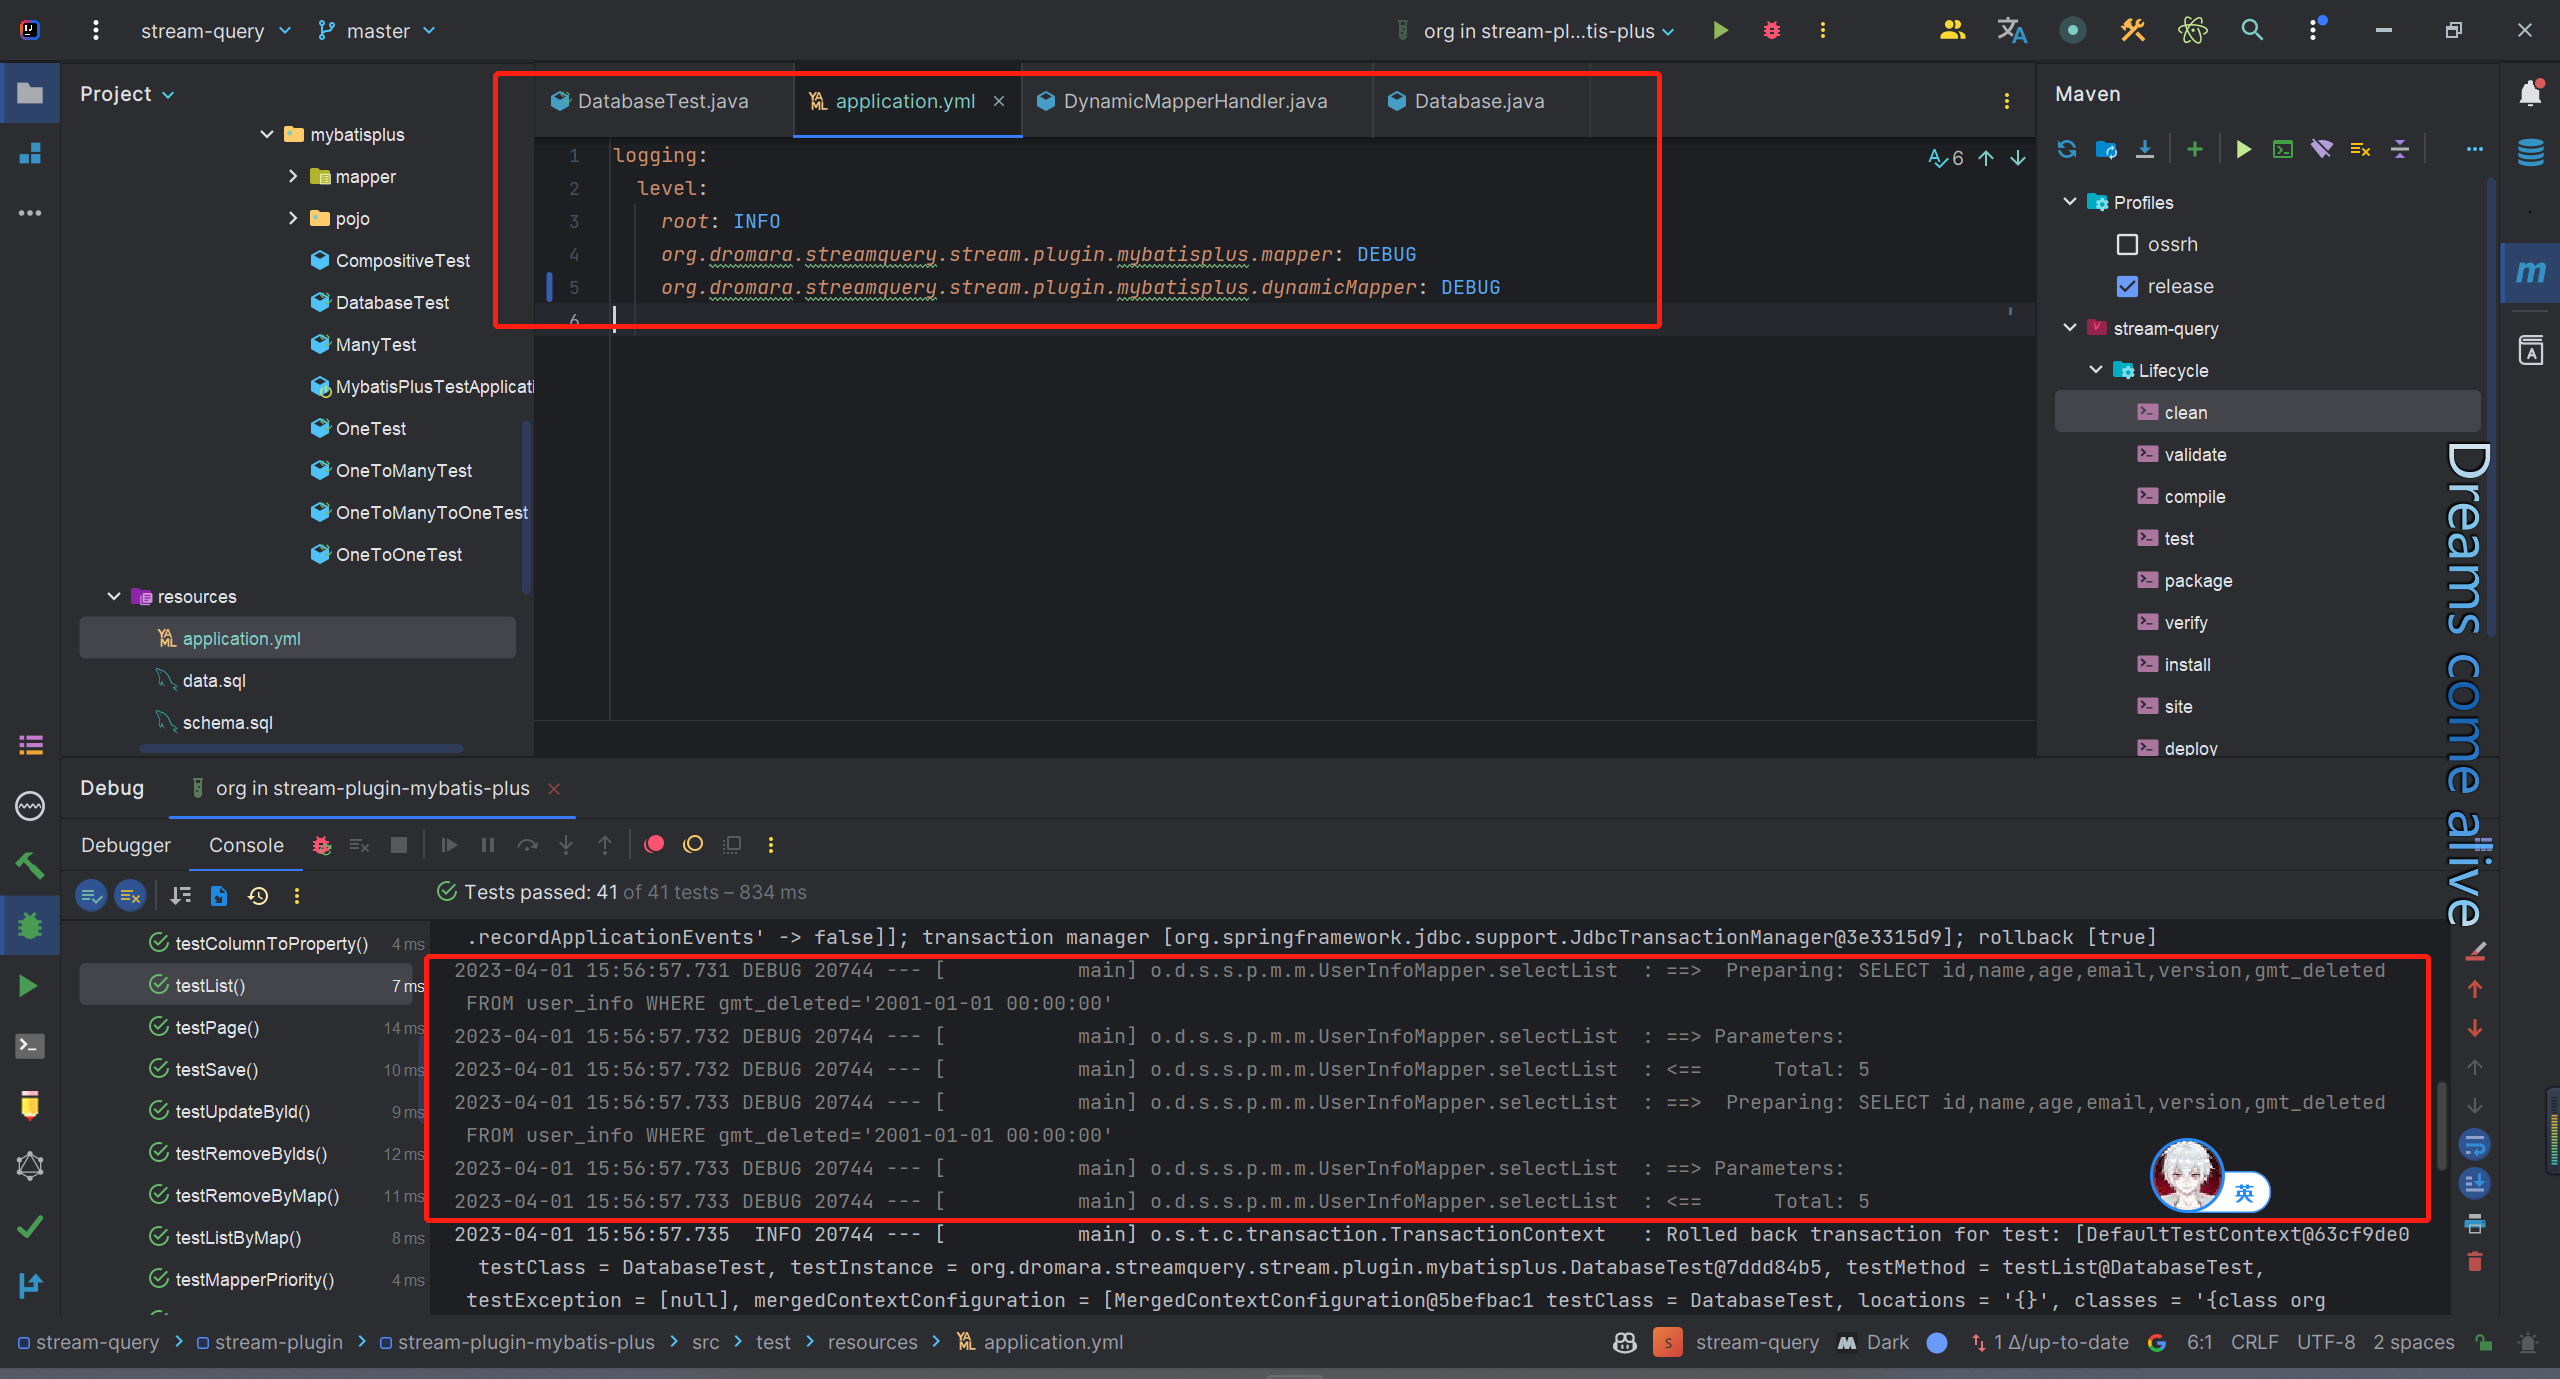 stream-query
master
org in stream-pl...tis-plus
Project
mybatisplus
mapper
pojo
CompositiveTest
DatabaseTest
ManyTest
MybatisPlusTestApplicati
OneTest
OneToManyTest
OneToManyToOneTest
OneToOneTest
resources
application.yml
data.sql
schema.sql
DatabaseTest.java
application.yml
DynamicMapperHandler.java
Database.java
6
1 logging:
2 level:
3 root: INFO
4 org.dromara.streamquery.stream.plugin.mybatisplus.mapper: DEBUG
5 org.dromara.streamquery.stream.plugin.mybatisplus.dynamicMapper: DEBUG
6
Maven
Profiles
ossrh
release
stream-query
Lifecycle
clean
validate
compile
test
package
verify
install
site
deploy
Dreams come alive
Debug
org in stream-plugin-mybatis-plus
Debugger
Console
Tests passed: 41 of 41 tests – 834 ms
testColumnToProperty() 4 ms
testList() 7 ms
testPage() 14 ms
testSave() 10 ms
testUpdateById() 9 ms
testRemoveByIds() 12 ms
testRemoveByMap() 11 ms
testListByMap() 8 ms
testMapperPriority() 4 ms
.recordApplicationEvents' -> false]]; transaction manager [org.springframework.jdbc.support.JdbcTransactionManager@3e3315d9]; rollback [true]
2023-04-01 15:56:57.731 DEBUG 20744 --- [ main] o.d.s.s.p.m.m.UserInfoMapper.selectList : ==> Preparing: SELECT id,name,age,email,version,gmt_deleted
FROM user_info WHERE gmt_deleted='2001-01-01 00:00:00'
2023-04-01 15:56:57.732 DEBUG 20744 --- [ main] o.d.s.s.p.m.m.UserInfoMapper.selectList : ==> Parameters:
2023-04-01 15:56:57.732 DEBUG 20744 --- [ main] o.d.s.s.p.m.m.UserInfoMapper.selectList : <== Total: 5
2023-04-01 15:56:57.733 DEBUG 20744 --- [ main] o.d.s.s.p.m.m.UserInfoMapper.selectList : ==> Preparing: SELECT id,name,age,email,version,gmt_deleted
FROM user_info WHERE gmt_deleted='2001-01-01 00:00:00'
2023-04-01 15:56:57.733 DEBUG 20744 --- [ main] o.d.s.s.p.m.m.UserInfoMapper.selectList : ==> Parameters:
2023-04-01 15:56:57.733 DEBUG 20744 --- [ main] o.d.s.s.p.m.m.UserInfoMapper.selectList : <== Total: 5
英
2023-04-01 15:56:57.735 INFO 20744 --- [ main] o.s.t.c.transaction.TransactionContext : Rolled back transaction for test: [DefaultTestContext@63cf9de0
testClass = DatabaseTest, testInstance = org.dromara.streamquery.stream.plugin.mybatisplus.DatabaseTest@7ddd84b5, testMethod = testList@DatabaseTest,
testException = [null], mergedContextConfiguration = [MergedContextConfiguration@5befbac1 testClass = DatabaseTest, locations = '{}', classes = '{class org
stream-query > stream-plugin > stream-plugin-mybatis-plus > src > test > resources > application.yml
stream-query Dark 1 Δ/up-to-date 6:1 CRLF UTF-8 2 spaces